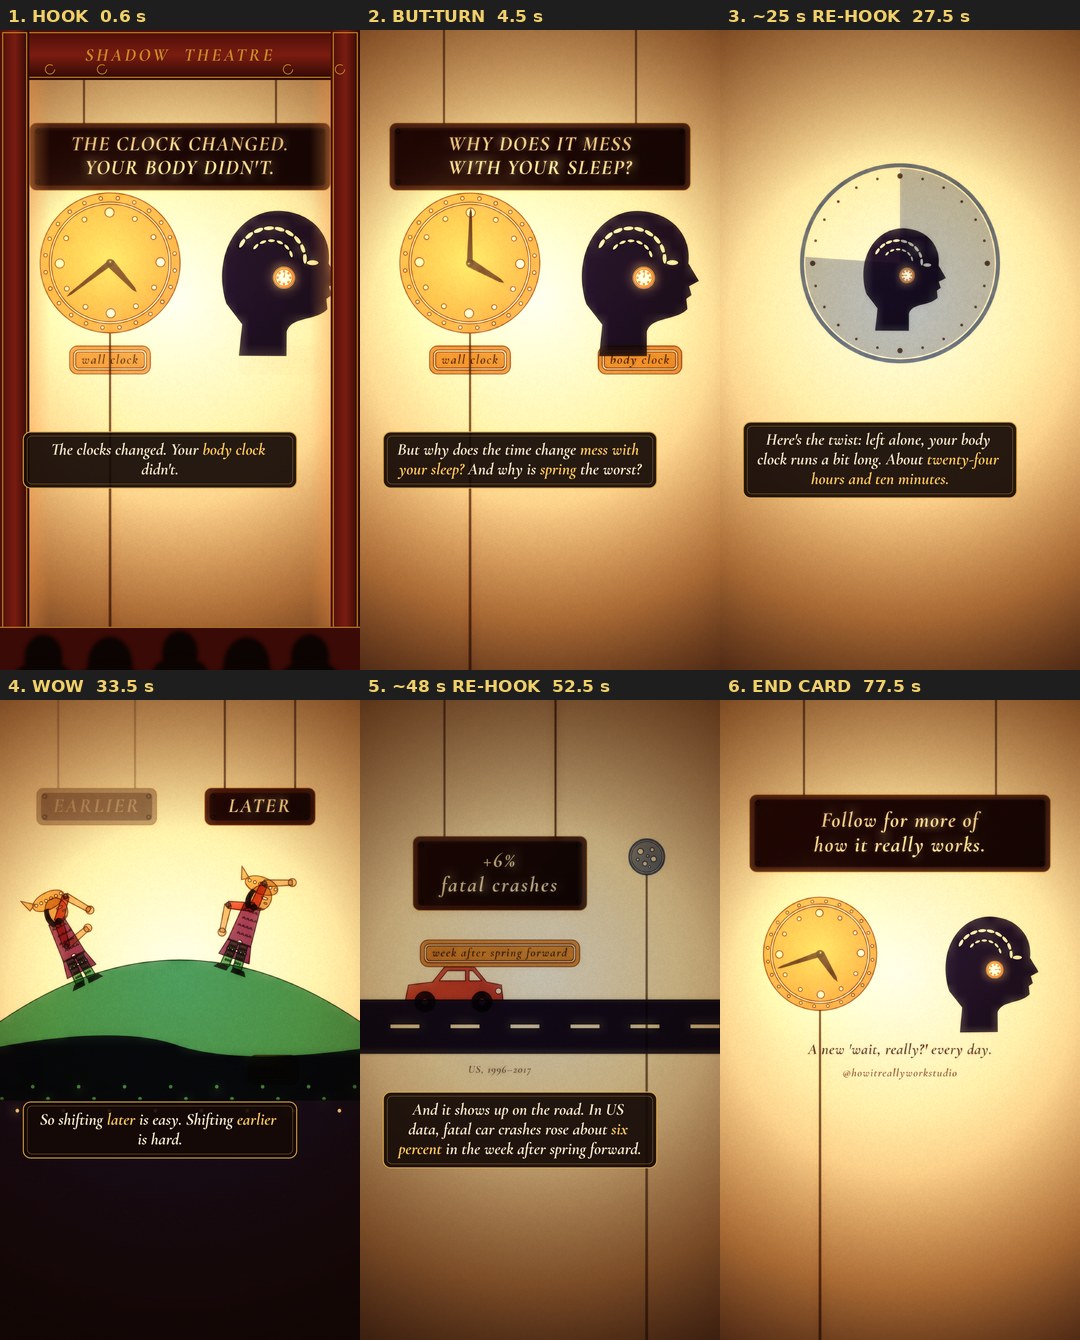 1. HOOK 0.6 s
SHADOW THEATRE
THE CLOCK CHANGED.
YOUR BODY DIDN'T.
wall clock
The clocks changed. Your body clock
didn't.
2. BUT-TURN 4.5 s
WHY DOES IT MESS
WITH YOUR SLEEP?
wall clock
body clock
But why does the time change mess with
your sleep? And why is spring the worst?
3. ~25 s RE-HOOK 27.5 s
Here's the twist: left alone, your body
clock runs a bit long. About twenty-four
hours and ten minutes.
4. WOW 33.5 s
EARLIER
LATER
So shifting later is easy. Shifting earlier
is hard.
5. ~48 s RE-HOOK 52.5 s
+6%
fatal crashes
week after spring forward
US, 1996–2017
And it shows up on the road. In US
data, fatal car crashes rose about six
percent in the week after spring forward.
6. END CARD 77.5 s
Follow for more of
how it really works.
A new 'wait, really?' every day.
@howitreallyworkstudio